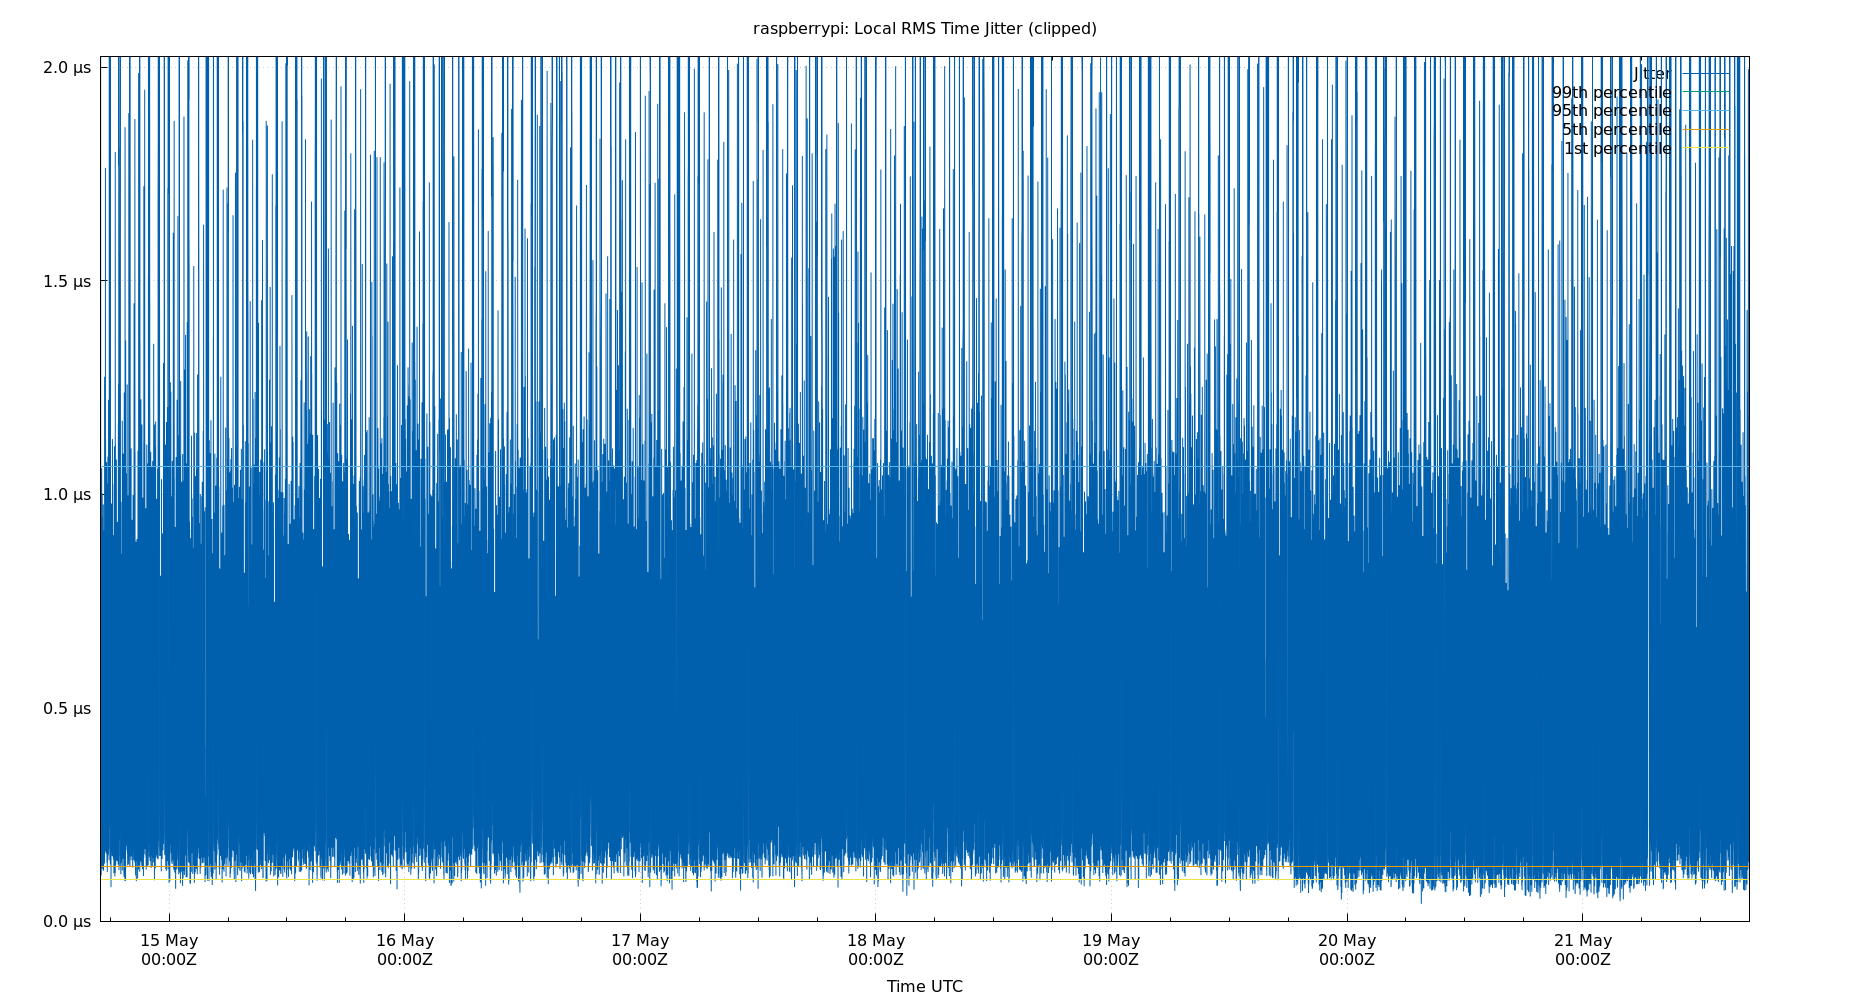 raspberrypi: Local RMS Time Jitter (clipped)
2.0 μs
Jitter
99th percentile
95th percentile
5th percentile
1st percentile
1.5 μs
1.0 μs
0.5 μs
0.0 μs
15 May 16 May 17 May 18 May 19 May 20 May 21 May
00:00Z 00:00Z 00:00Z 00:00Z 00:00Z 00:00Z 00:00Z
Time UTC